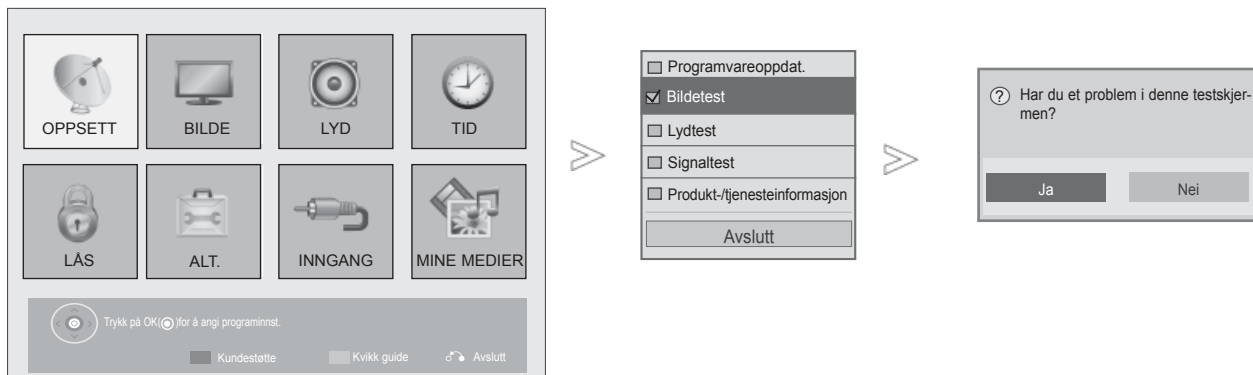 OPPSETT
BILDE
LYD
TID
LÅS
ALT.
INNGANG
MINE MEDIER
Trykk på OK(◉)for å angi programinnst.
Kundestøtte
Kvikk guide
Avslutt
Programvareoppdat.
Bildetest
Lydtest
Signaltest
Produkt-/tjenesteinformasjon
Avslutt
? Har du et problem i denne testskjer-
men?
Ja
Nei